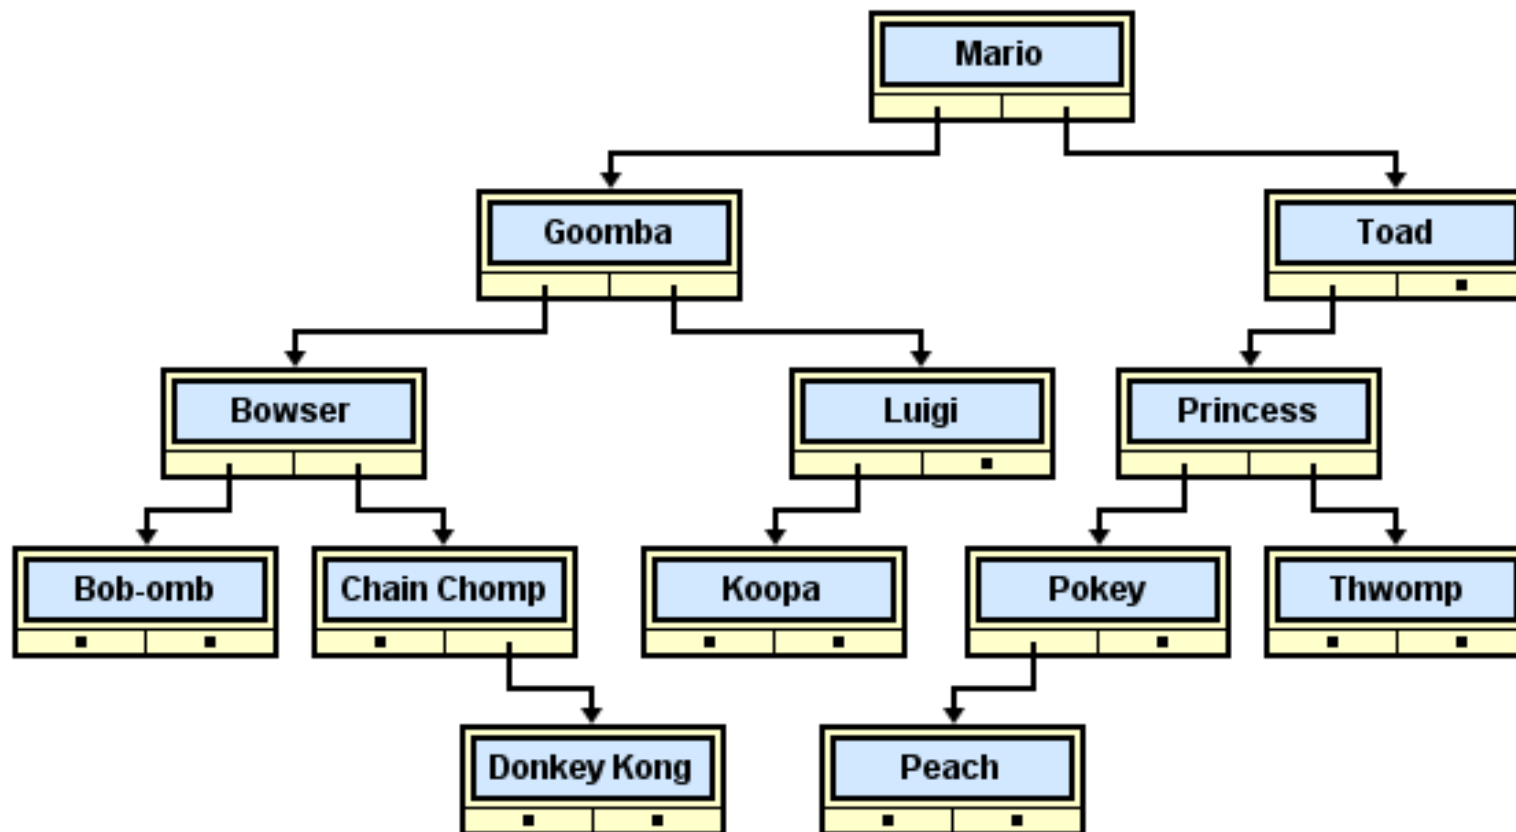 Mario
Goomba
Toad
Bowser
Luigi
Princess
Bob-omb
Chain Chomp
Koopa
Pokey
Thwomp
Donkey Kong
Peach